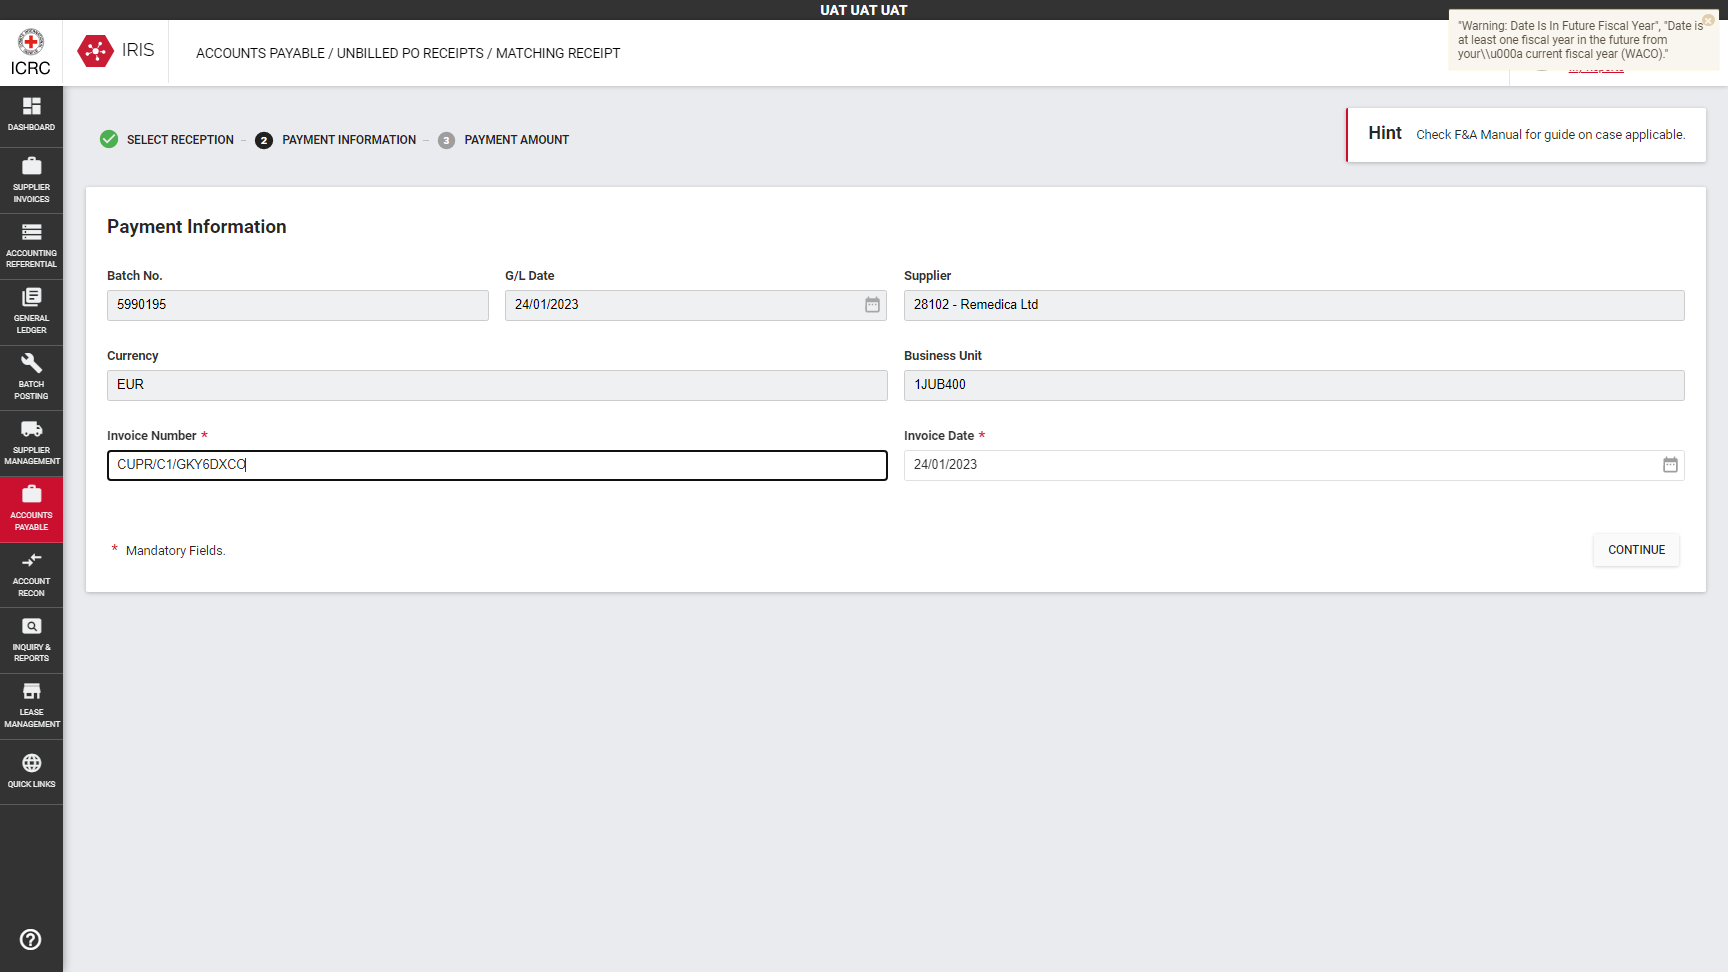 UAT UAT UAT
ICRC
IRIS
ACCOUNTS PAYABLE / UNBILLED PO RECEIPTS / MATCHING RECEIPT
"Warning: Date Is In Future Fiscal Year", "Date is
at least one fiscal year in the future from
your\\u000a current fiscal year (WACO)."
DASHBOARD
SUPPLIER
INVOICES
ACCOUNTING
REFERENTIAL
GENERAL
LEDGER
BATCH
POSTING
SUPPLIER
MANAGEMENT
ACCOUNTS
PAYABLE
ACCOUNT
RECON
INQUIRY &
REPORTS
LEASE
MANAGEMENT
QUICK LINKS
SELECT RECEPTION – 2 PAYMENT INFORMATION – 3 PAYMENT AMOUNT
Hint Check F&A Manual for guide on case applicable.
Payment Information
Batch No.
5990195
G/L Date
24/01/2023
Supplier
28102 - Remedica Ltd
Currency
EUR
Business Unit
1JUB400
Invoice Number *
CUPR/C1/GKY6DXCO
Invoice Date *
24/01/2023
* Mandatory Fields.
CONTINUE